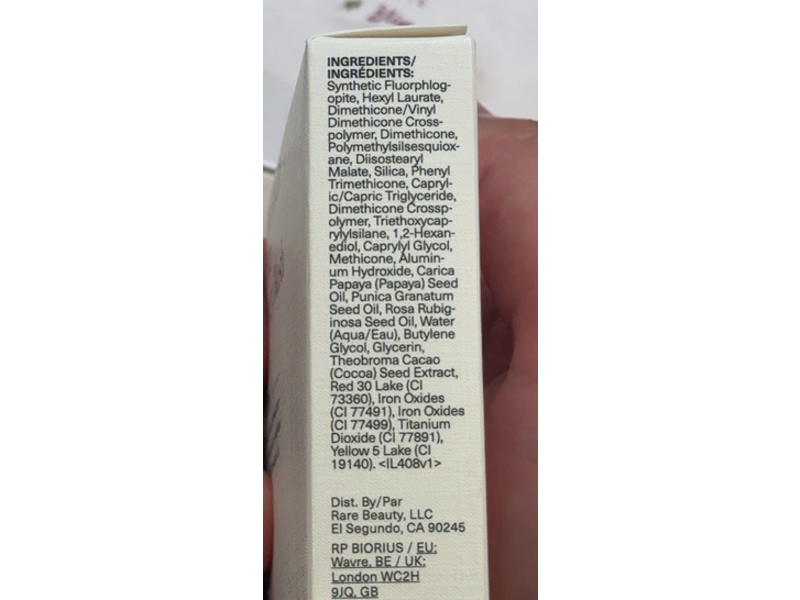 INGREDIENTS/
INGRÉDIENTS:
Synthetic Fluorphlog-
opite, Hexyl Laurate,
Dimethicone/Vinyl
Dimethicone Cross-
polymer, Dimethicone,
Polymethylsilsesquiox-
ane, Diisostearyl
Malate, Silica, Phenyl
Trimethicone, Capryl-
ic/Capric Triglyceride,
Dimethicone Crossp-
olymer, Triethoxycap-
rylylsilane, 1,2-Hexan-
ediol, Caprylyl Glycol,
Methicone, Alumin-
um Hydroxide, Carica
Papaya (Papaya) Seed
Oil, Punica Granatum
Seed Oil, Rosa Rubig-
inosa Seed Oil, Water
(Aqua/Eau), Butylene
Glycol, Glycerin,
Theobroma Cacao
(Cocoa) Seed Extract,
Red 30 Lake (CI
73360), Iron Oxides
(CI 77491), Iron Oxides
(CI 77499), Titanium
Dioxide (CI 77891),
Yellow 5 Lake (CI
19140). <IL408v1>
Dist. By/Par
Rare Beauty, LLC
El Segundo, CA 90245
RP BIORIUS / EU:
Wavre, BE / UK:
London WC2H
9JQ, GB